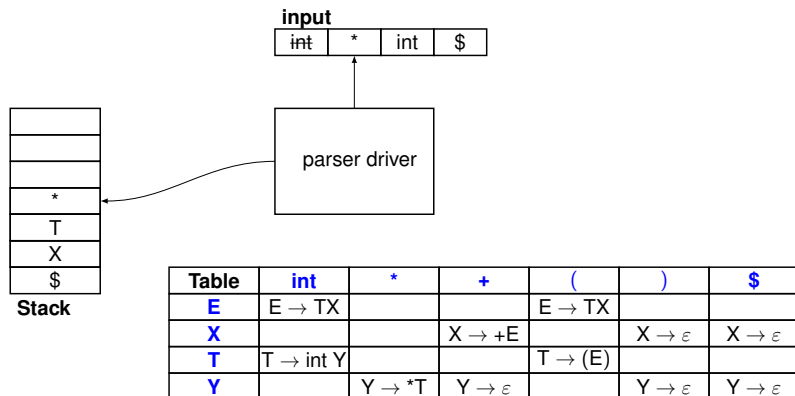 input
int * int $
parser driver
*
T
X
$
Stack
Table int * + ( ) $
E E → TX E → TX
X X → +E X → ε X → ε
T T → int Y T → (E)
Y Y → *T Y → ε Y → ε Y → ε